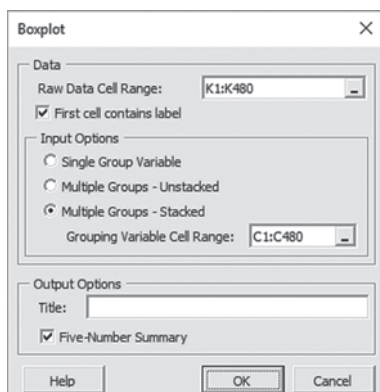 Boxplot
Data
Raw Data Cell Range: K1:K480
First cell contains label
Input Options
Single Group Variable
Multiple Groups - Unstacked
Multiple Groups - Stacked
Grouping Variable Cell Range: C1:C480
Output Options
Title:
Five-Number Summary
Help OK Cancel